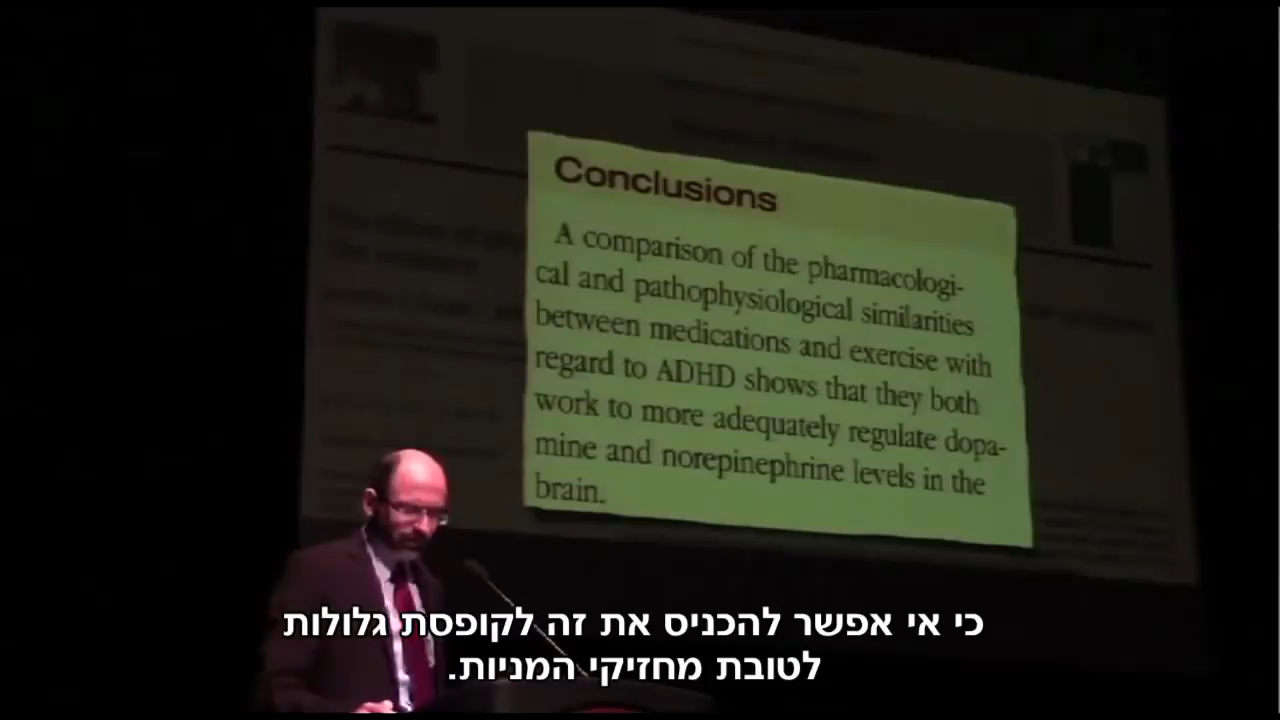 Conclusions
A comparison of the pharmacologi-
cal and pathophysiological similarities
between medications and exercise with
regard to ADHD shows that they both
work to more adequately regulate dopa-
mine and norepinephrine levels in the
brain.
כי אי אפשר להכניס את זה לקופסת גלולות
לטובת מחזיקי המניות.